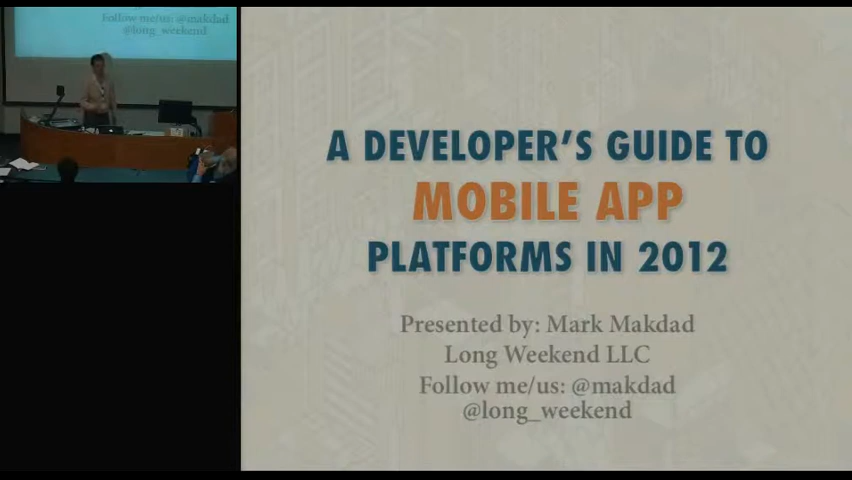 Follow me/us: @makdad
@long_weekend
A DEVELOPER'S GUIDE TO
MOBILE APP
PLATFORMS IN 2012
Presented by: Mark Makdad
Long Weekend LLC
Follow me/us: @makdad
@long_weekend